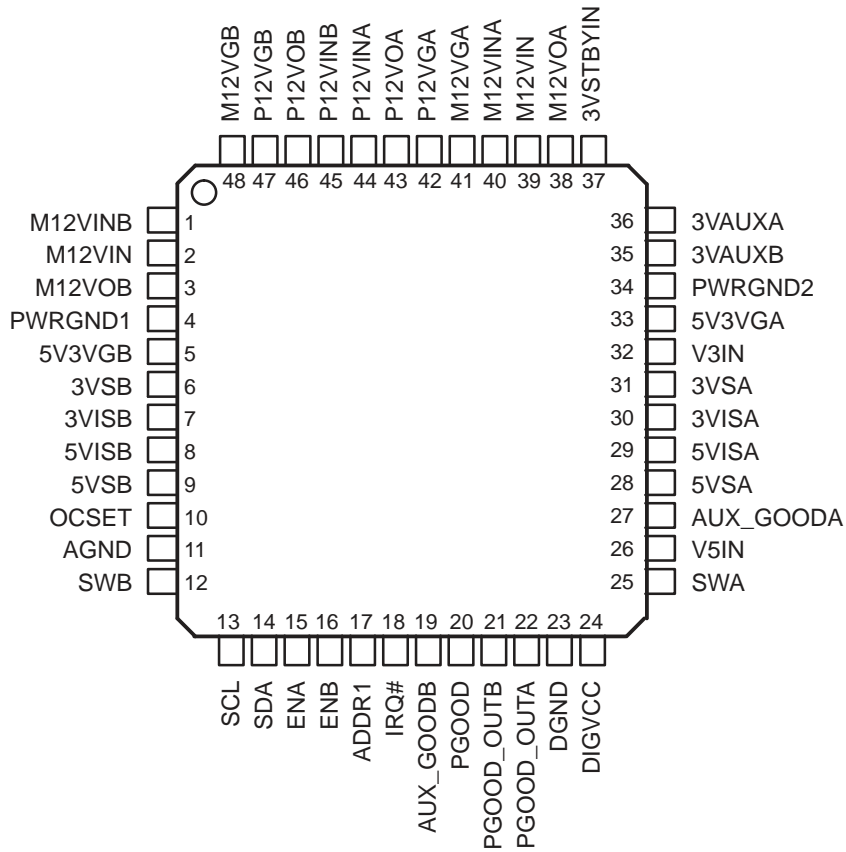 M12VGB
P12VGB
P12VOB
P12VINB
P12VINA
P12VOA
P12VGA
M12VGA
M12VINA
M12VIN
M12VOA
3VSTBYIN
48 47 46 45 44 43 42 41 40 39 38 37
M12VINB 1
M12VIN 2
M12VOB 3
PWRGND1 4
5V3VGB 5
3VSB 6
3VISB 7
5VISB 8
5VSB 9
OCSET 10
AGND 11
SWB 12
36 3VAUXA
35 3VAUXB
34 PWRGND2
33 5V3VGA
32 V3IN
31 3VSA
30 3VISA
29 5VISA
28 5VSA
27 AUX_GOODA
26 V5IN
25 SWA
13 14 15 16 17 18 19 20 21 22 23 24
SCL
SDA
ENA
ENB
ADDR1
IRQ#
AUX_GOODB
PGOOD
PGOOD_OUTB
PGOOD_OUTA
DGND
DIGVCC